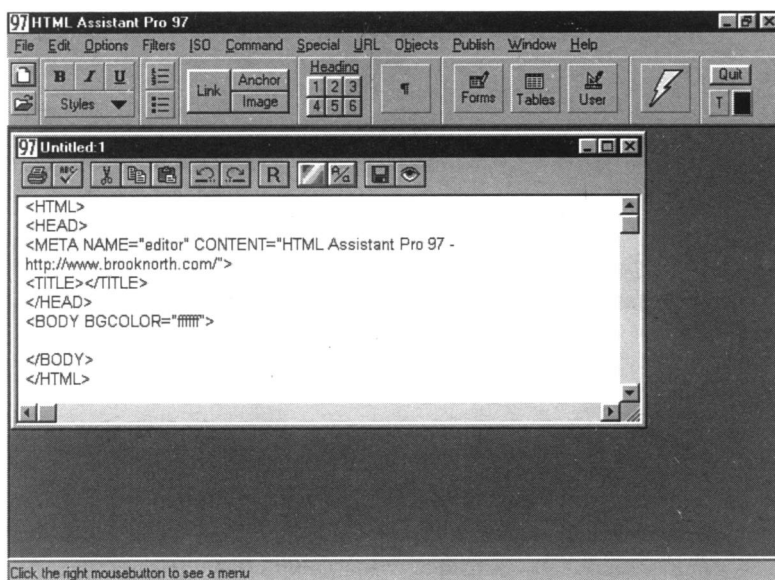 97 HTML Assistant Pro 97
File Edit Options Filters ISO Command Special URL Objects Publish Window Help
B I U Link Anchor Heading ¶ Forms Tables User Quit
Styles Image 1 2 3 T
4 5 6
97 Untitled:1
ABC R A/a
<HTML>
<HEAD>
<META NAME="editor" CONTENT="HTML Assistant Pro 97 -
http://www.brooknorth.com/">
<TITLE></TITLE>
</HEAD>
<BODY BGCOLOR="ffffff">
</BODY>
</HTML>
Click the right mousebutton to see a menu